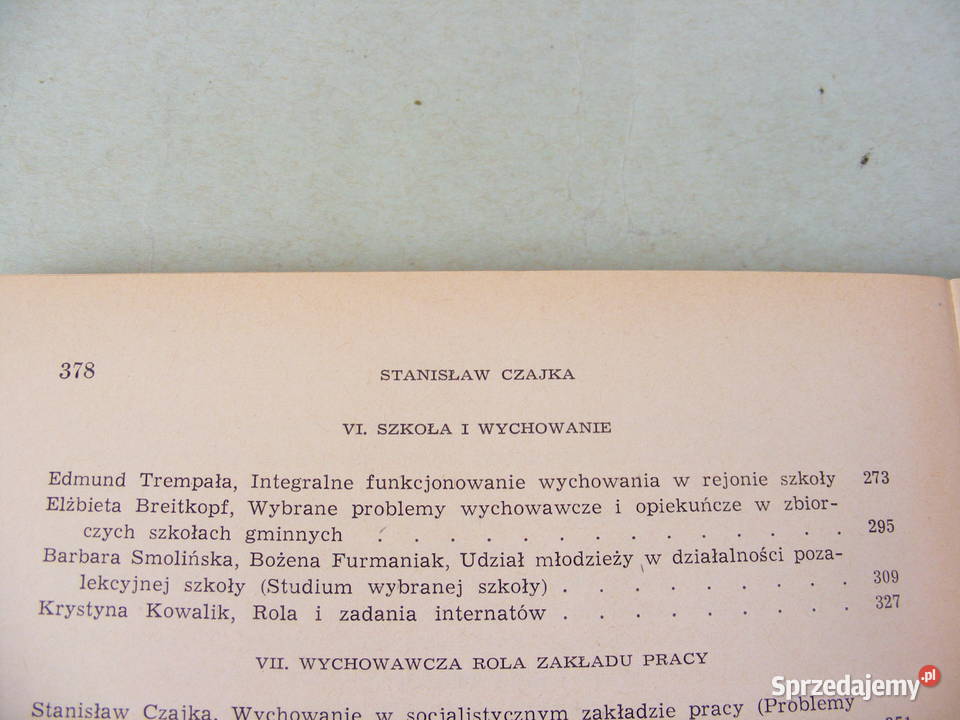 378
STANISŁAW CZAJKA
VI. SZKOŁA I WYCHOWANIE
Edmund Trempała, Integralne funkcjonowanie wychowania w rejonie szkoły 273
Elżbieta Breitkopf, Wybrane problemy wychowawcze i opiekuńcze w zbior-
czych szkołach gminnych . . . . . . . . . . . . . 295
Barbara Smolińska, Bożena Furmaniak, Udział młodzieży w działalności poza-
lekcyjnej szkoły (Studium wybranej szkoły) . . . . . . . . 309
Krystyna Kowalik, Rola i zadania internatów . . . . . . . . 327
VII. WYCHOWAWCZA ROLA ZAKŁADU PRACY
Stanisław Czajka, Wychowanie w socjalistycznym zakładzie pracy (Problemy
Sprzedajemy.pl